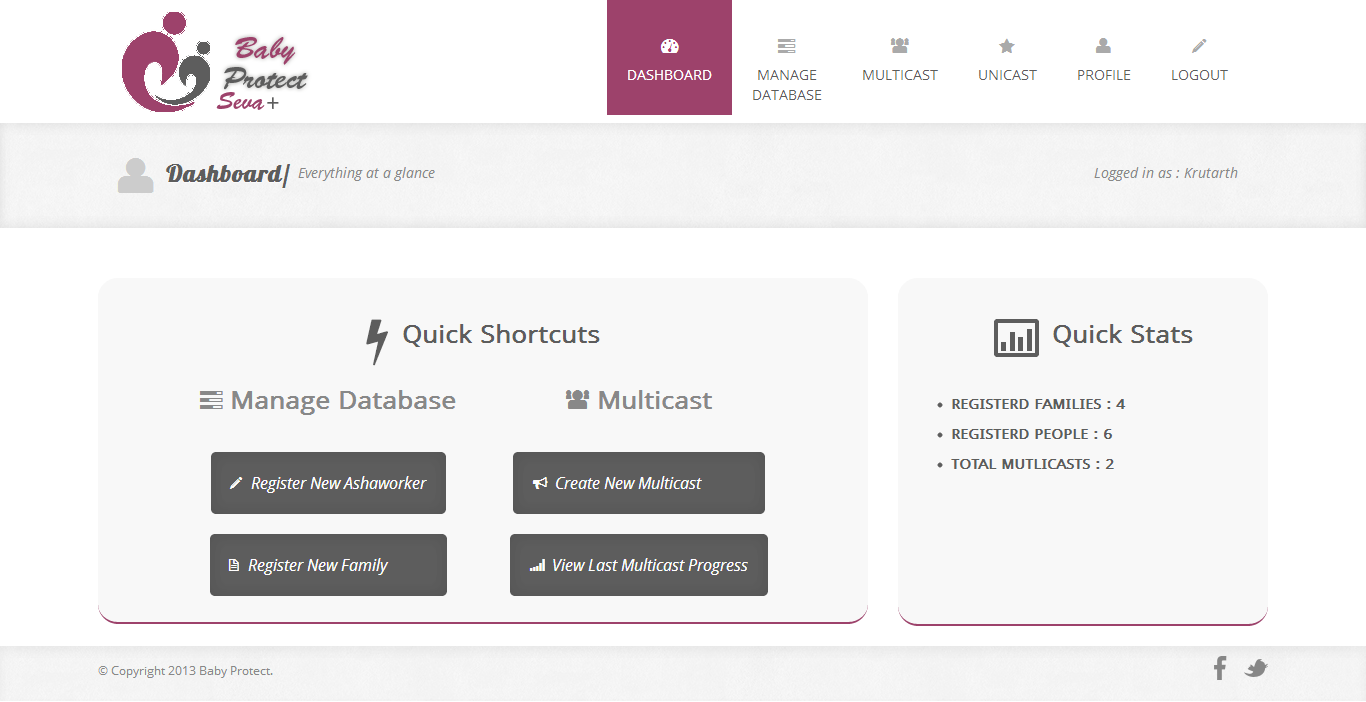 Baby
Protect
Seva+
DASHBOARD
MANAGE
DATABASE
MULTICAST
UNICAST
PROFILE
LOGOUT
Dashboard/ Everything at a glance
Logged in as : Krutarth
Quick Shortcuts
Manage Database
Multicast
Register New Ashaworker
Create New Multicast
Register New Family
View Last Multicast Progress
Quick Stats
• REGISTERD FAMILIES : 4
• REGISTERD PEOPLE : 6
• TOTAL MUTLICASTS : 2
© Copyright 2013 Baby Protect.